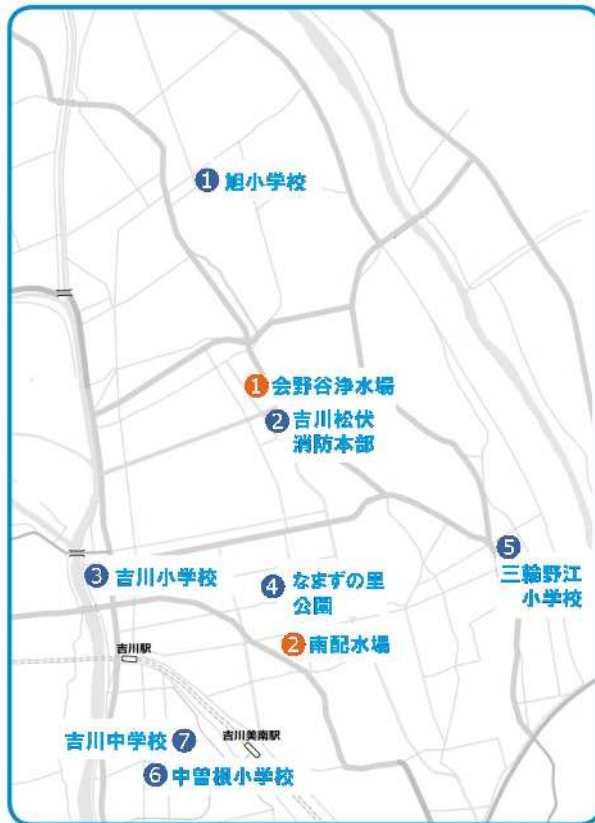 1 旭小学校
1 会野谷浄水場
2 吉川松伏
消防本部
5
三輪野江
小学校
3 吉川小学校
4 なまずの里
公園
2 南配水場
吉川駅
吉川中学校 7
吉川美南駅
6 中曽根小学校